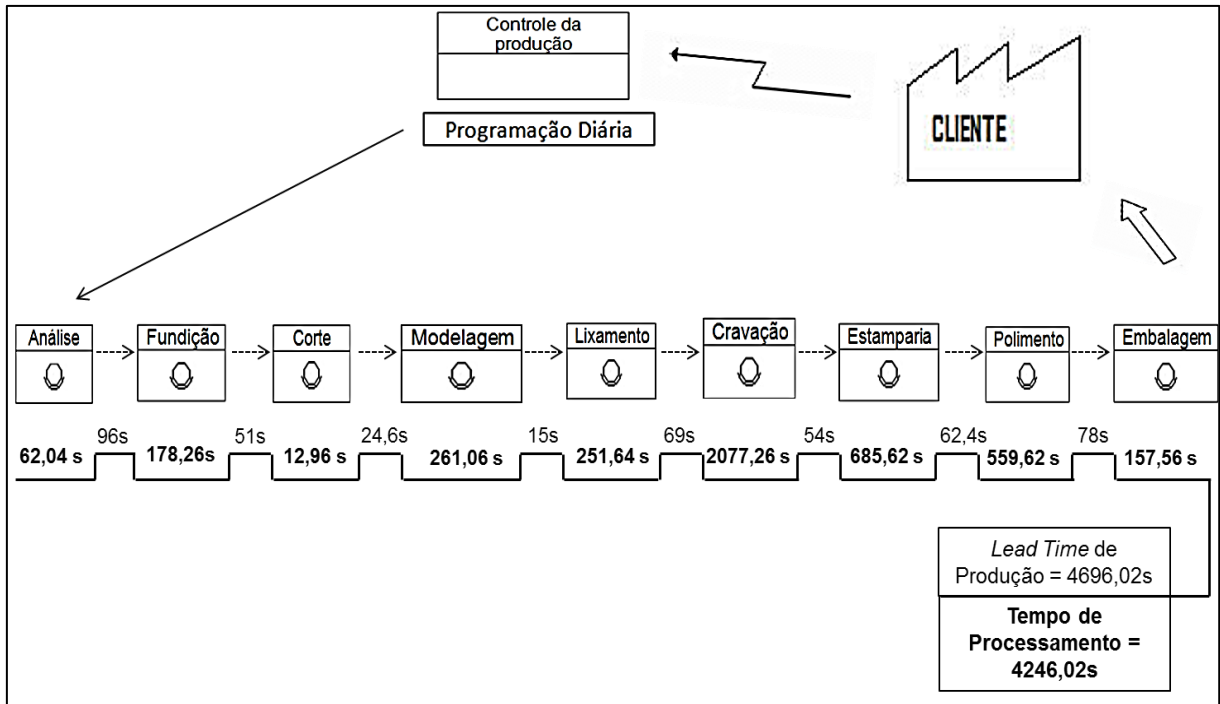 Controle da
produção
Programação Diária
CLIENTE
Análise
Fundição
Corte
Modelagem
Lixamento
Cravação
Estamparia
Polimento
Embalagem
62,04 s
96s
178,26s
51s
12,96 s
24,6s
261,06 s
15s
251,64 s
69s
2077,26 s
54s
685,62 s
62,4s
559,62 s
78s
157,56 s
Lead Time de
Produção = 4696,02s
Tempo de
Processamento =
4246,02s